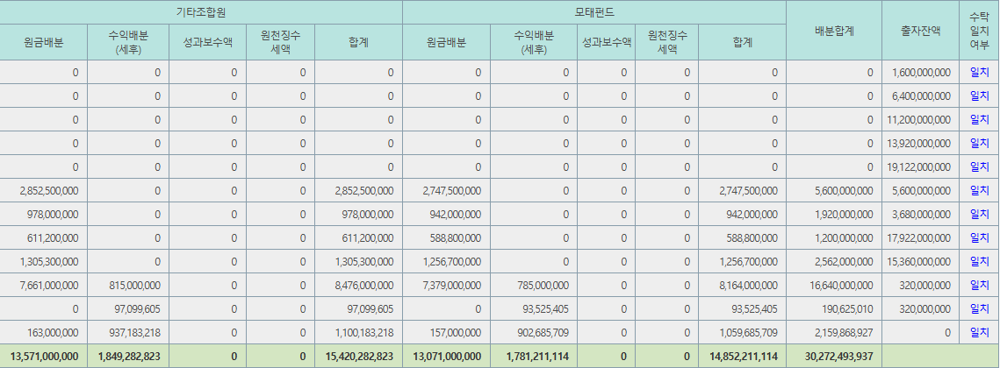 기타조합원 모태펀드 배분합계 출자잔액 수탁일치여부
원금배분 수익배분(세후) 성과보수액 원천징수세액 합계 원금배분 수익배분(세후) 성과보수액 원천징수세액 합계
0 0 0 0 0 0 0 0 0 0 0 1,600,000,000 일치
0 0 0 0 0 0 0 0 0 0 0 6,400,000,000 일치
0 0 0 0 0 0 0 0 0 0 0 11,200,000,000 일치
0 0 0 0 0 0 0 0 0 0 0 13,920,000,000 일치
0 0 0 0 0 0 0 0 0 0 0 19,122,000,000 일치
2,852,500,000 0 0 0 2,852,500,000 2,747,500,000 0 0 0 2,747,500,000 5,600,000,000 5,600,000,000 일치
978,000,000 0 0 0 978,000,000 942,000,000 0 0 0 942,000,000 1,920,000,000 3,680,000,000 일치
611,200,000 0 0 0 611,200,000 588,800,000 0 0 0 588,800,000 1,200,000,000 17,922,000,000 일치
1,305,300,000 0 0 0 1,305,300,000 1,256,700,000 0 0 0 1,256,700,000 2,562,000,000 15,360,000,000 일치
7,661,000,000 815,000,000 0 0 8,476,000,000 7,379,000,000 785,000,000 0 0 8,164,000,000 16,640,000,000 320,000,000 일치
0 97,099,605 0 0 97,099,605 0 93,525,405 0 0 93,525,405 190,625,010 320,000,000 일치
163,000,000 937,183,218 0 0 1,100,183,218 157,000,000 902,685,709 0 0 1,059,685,709 2,159,868,927 0 일치
13,571,000,000 1,849,282,823 0 0 15,420,282,823 13,071,000,000 1,781,211,114 0 0 14,852,211,114 30,272,493,937